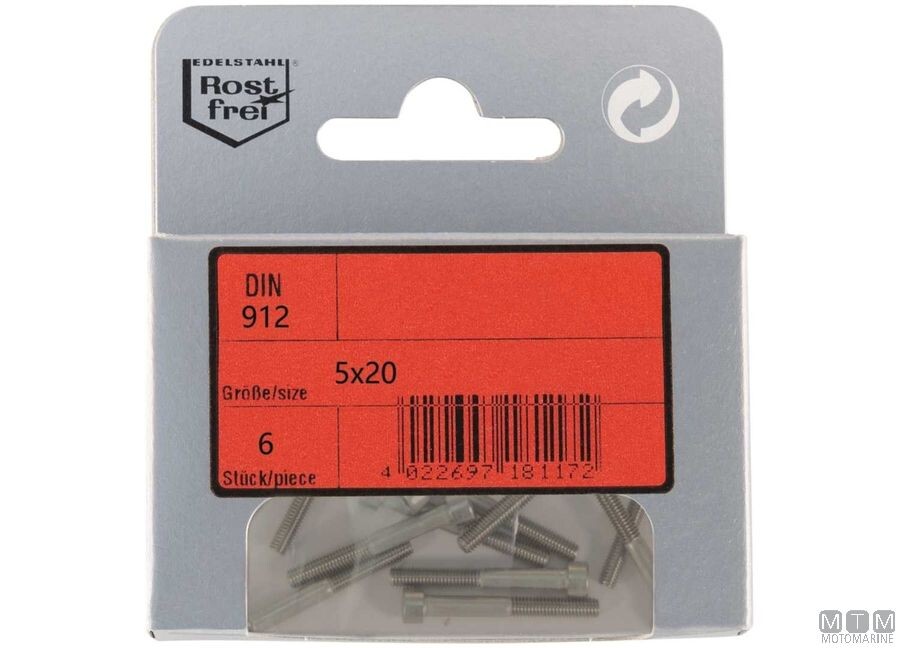 EDELSTAHL®
Rost
frei
DIN
912
5x20
Größe/size
6
Stück/piece
4 022697 181172
MTM
MOTOMARINE